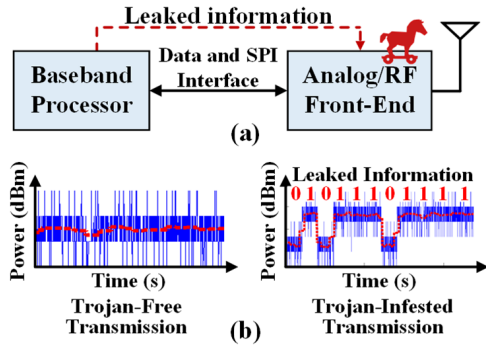 Leaked information
Baseband
Processor
Data and SPI
Interface
Analog/RF
Front-End
(a)
(b)
Power (dBm)
Time (s)
Trojan-Free
Transmission
Leaked Information
0 1 0 1 1 1 0 1 1 1 1
Power (dBm)
Time (s)
Trojan-Infested
Transmission